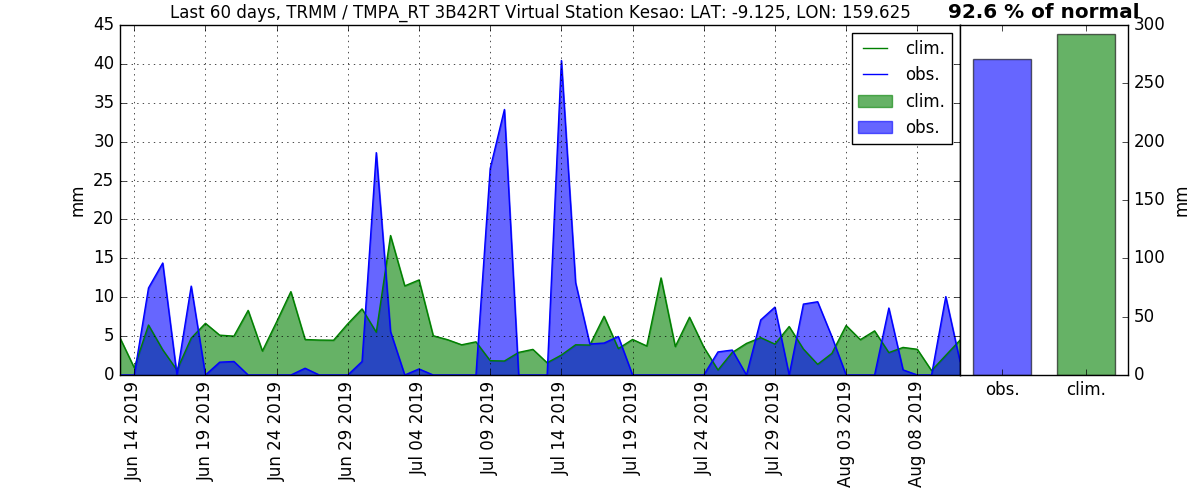 Last 60 days, TRMM / TMPA_RT 3B42RT Virtual Station Kesao: LAT: -9.125, LON: 159.625
92.6 % of normal
45
40
35
30
25
20
15
10
5
0
mm
clim.
obs.
clim.
obs.
300
250
200
150
100
50
0
mm
Jun 14 2019
Jun 19 2019
Jun 24 2019
Jun 29 2019
Jul 04 2019
Jul 09 2019
Jul 14 2019
Jul 19 2019
Jul 24 2019
Jul 29 2019
Aug 03 2019
Aug 08 2019
obs.
clim.